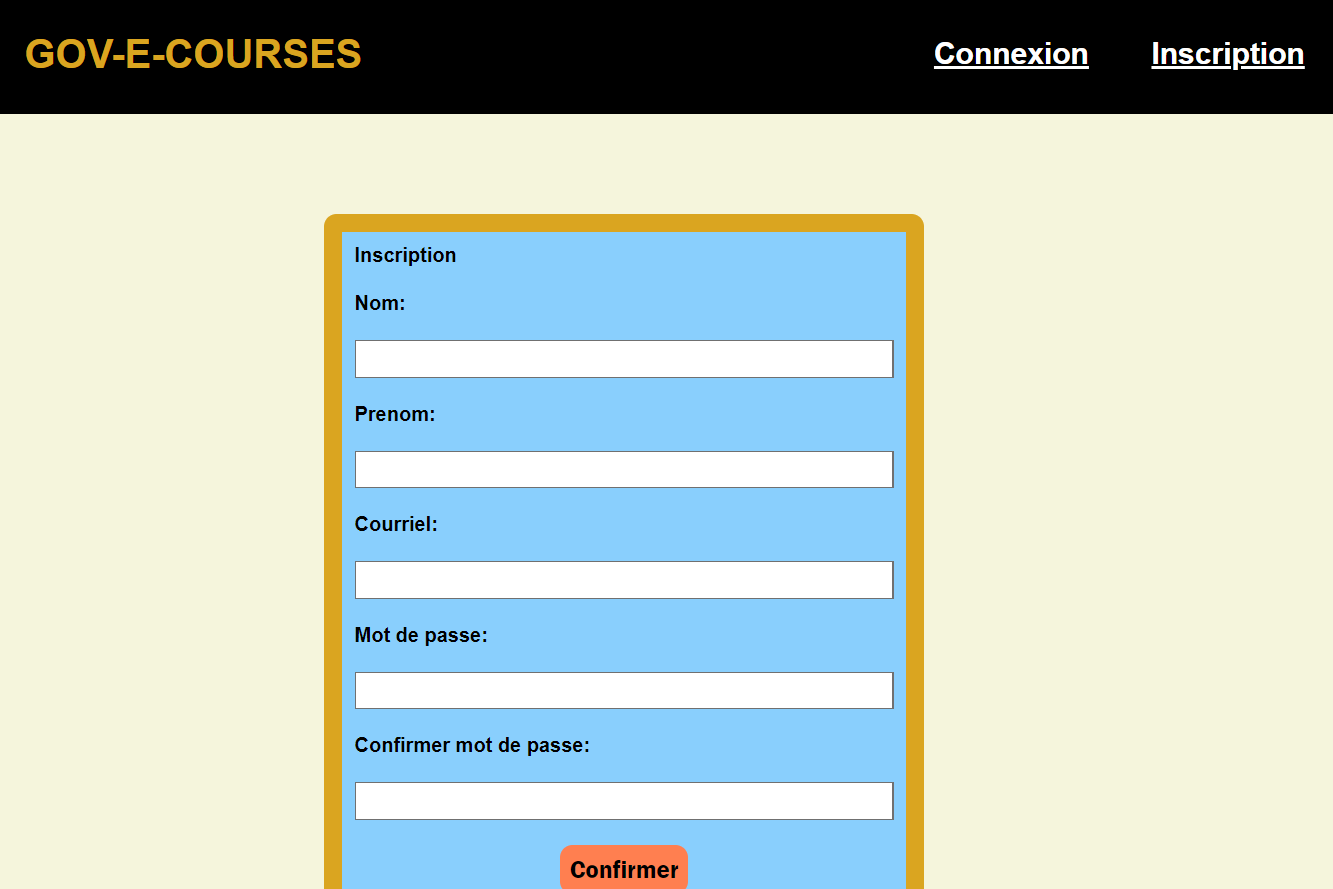 GOV-E-COURSES
Connexion
Inscription
Inscription
Nom:
Prenom:
Courriel:
Mot de passe:
Confirmer mot de passe:
Confirmer